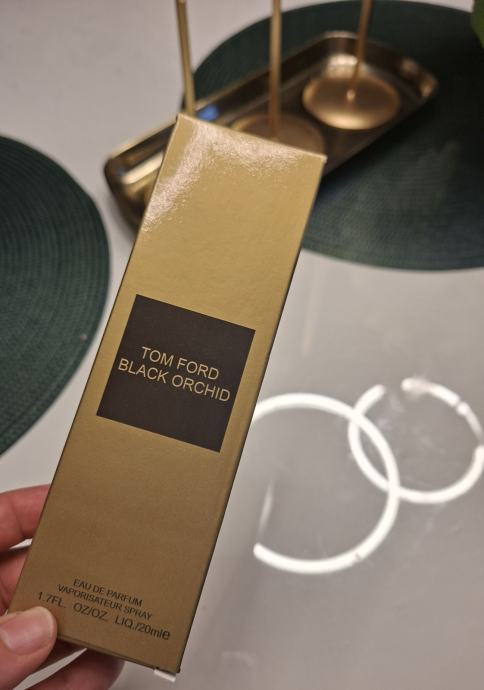 TOM FORD
BLACK ORCHID
EAU DE PARFUM
VAPORISATEUR SPRAY
1.7FL. OZ/OZ. LIQ./20ml℮